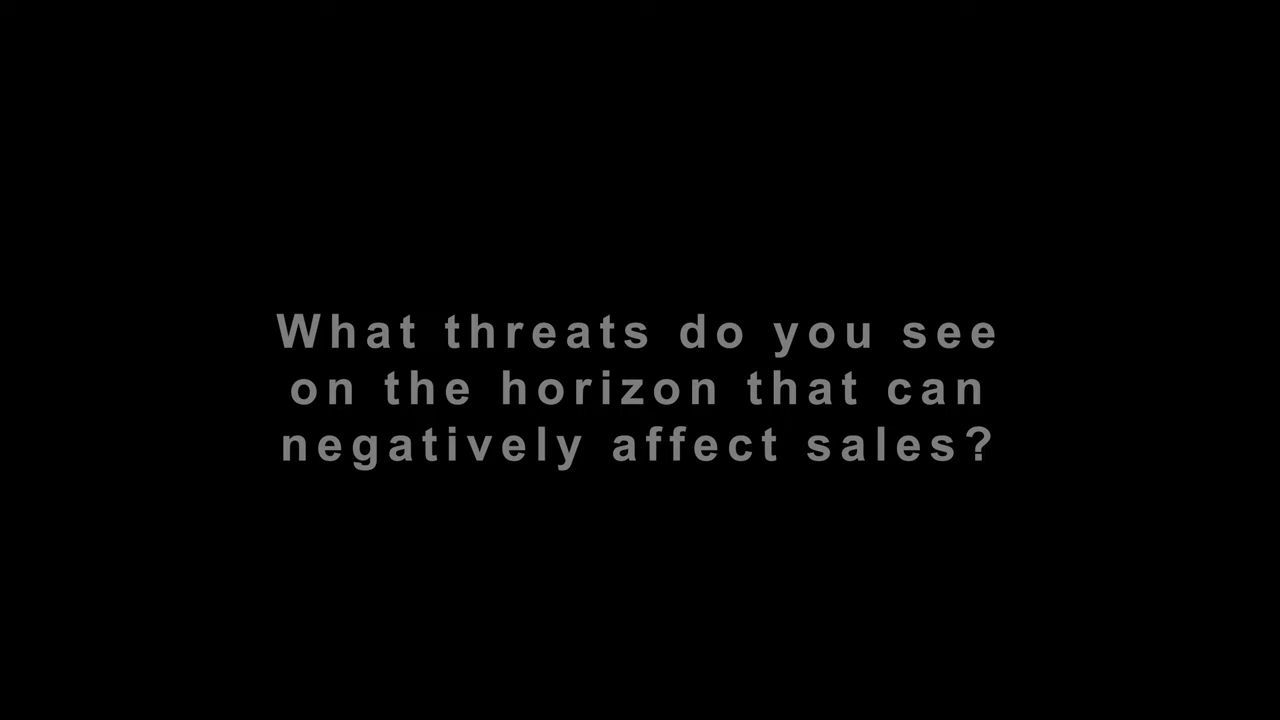 What threats do you see
on the horizon that can
negatively affect sales?